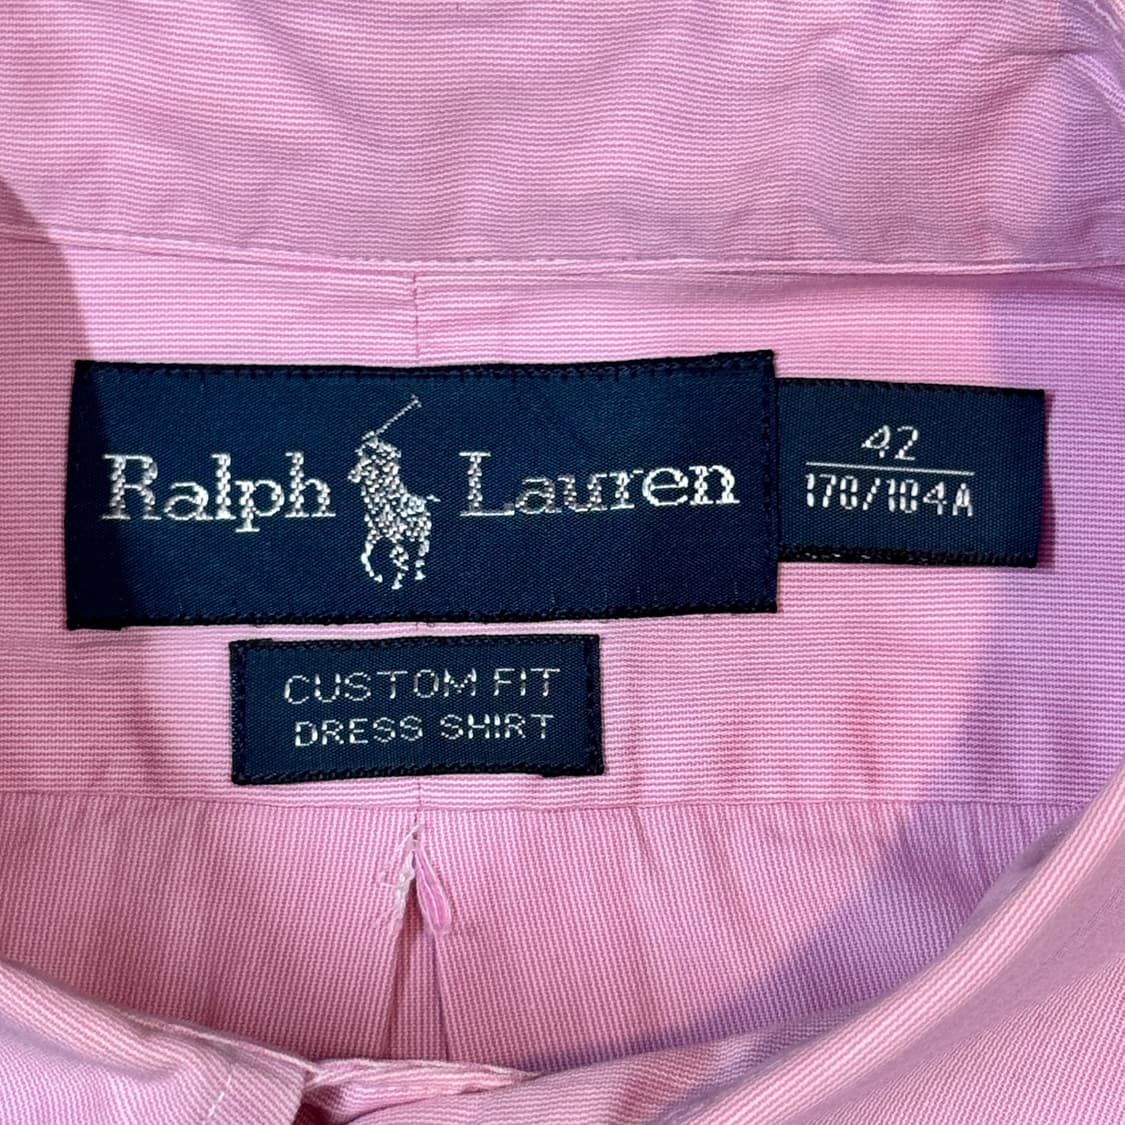 Ralph Lauren
42
170/104A
CUSTOM FIT
DRESS SHIRT